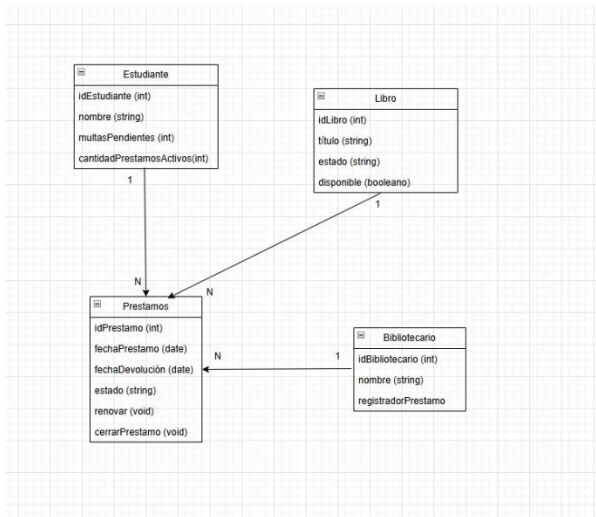 Estudiante
idEstudiante (int)
nombre (string)
multasPendientes (int)
cantidadPrestamosActivos(int)
1
Libro
idLibro (int)
título (string)
estado (string)
disponible (booleano)
1
N
N
Prestamos
idPrestamo (int)
fechaPrestamo (date)
fechaDevolución (date)
estado (string)
renovar (void)
cerrarPrestamo (void)
N
1
Bibliotecario
idBibliotecario (int)
nombre (string)
registradorPrestamo